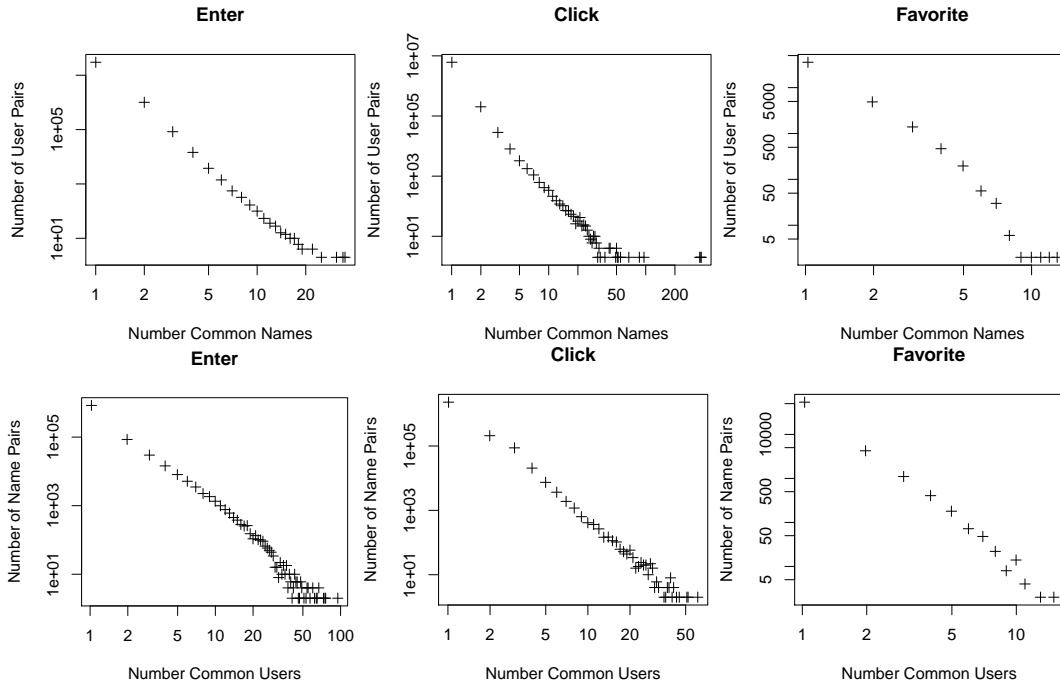 Enter
Number of User Pairs
1e+01
1e+05
1 2 5 10 20
Number Common Names
Click
Number of User Pairs
1e+01
1e+03
1e+05
1e+07
1 2 5 10 50 200
Number Common Names
Favorite
Number of User Pairs
5
50
500
5000
1 2 5 10
Number Common Names
Enter
Number of Name Pairs
1e+01
1e+03
1e+05
1 2 5 10 20 50 100
Number Common Users
Click
Number of Name Pairs
1e+01
1e+03
1e+05
1 2 5 10 20 50
Number Common Users
Favorite
Number of Name Pairs
5
50
500
10000
1 2 5 10
Number Common Users